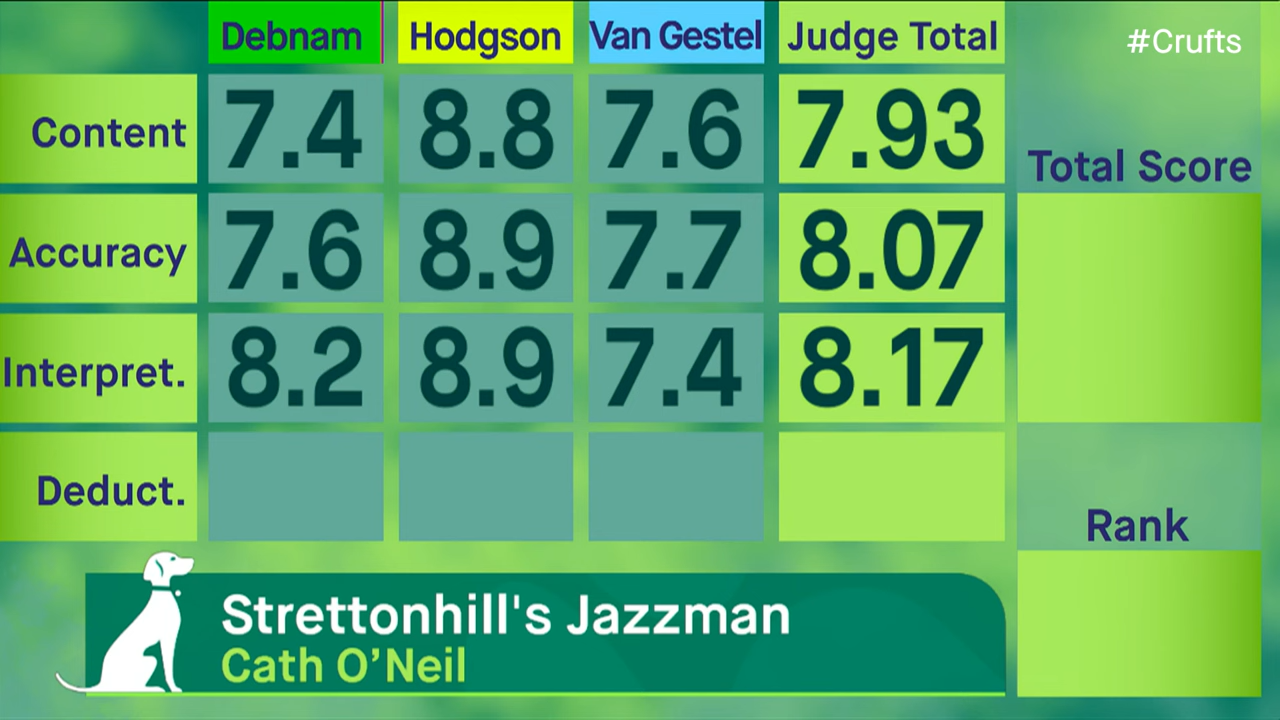 Debnam Hodgson Van Gestel Judge Total #Crufts
Content 7.4 8.8 7.6 7.93
Total Score
Accuracy 7.6 8.9 7.7 8.07
Interpret. 8.2 8.9 7.4 8.17
Deduct.
Rank
Strettonhill's Jazzman
Cath O’Neil